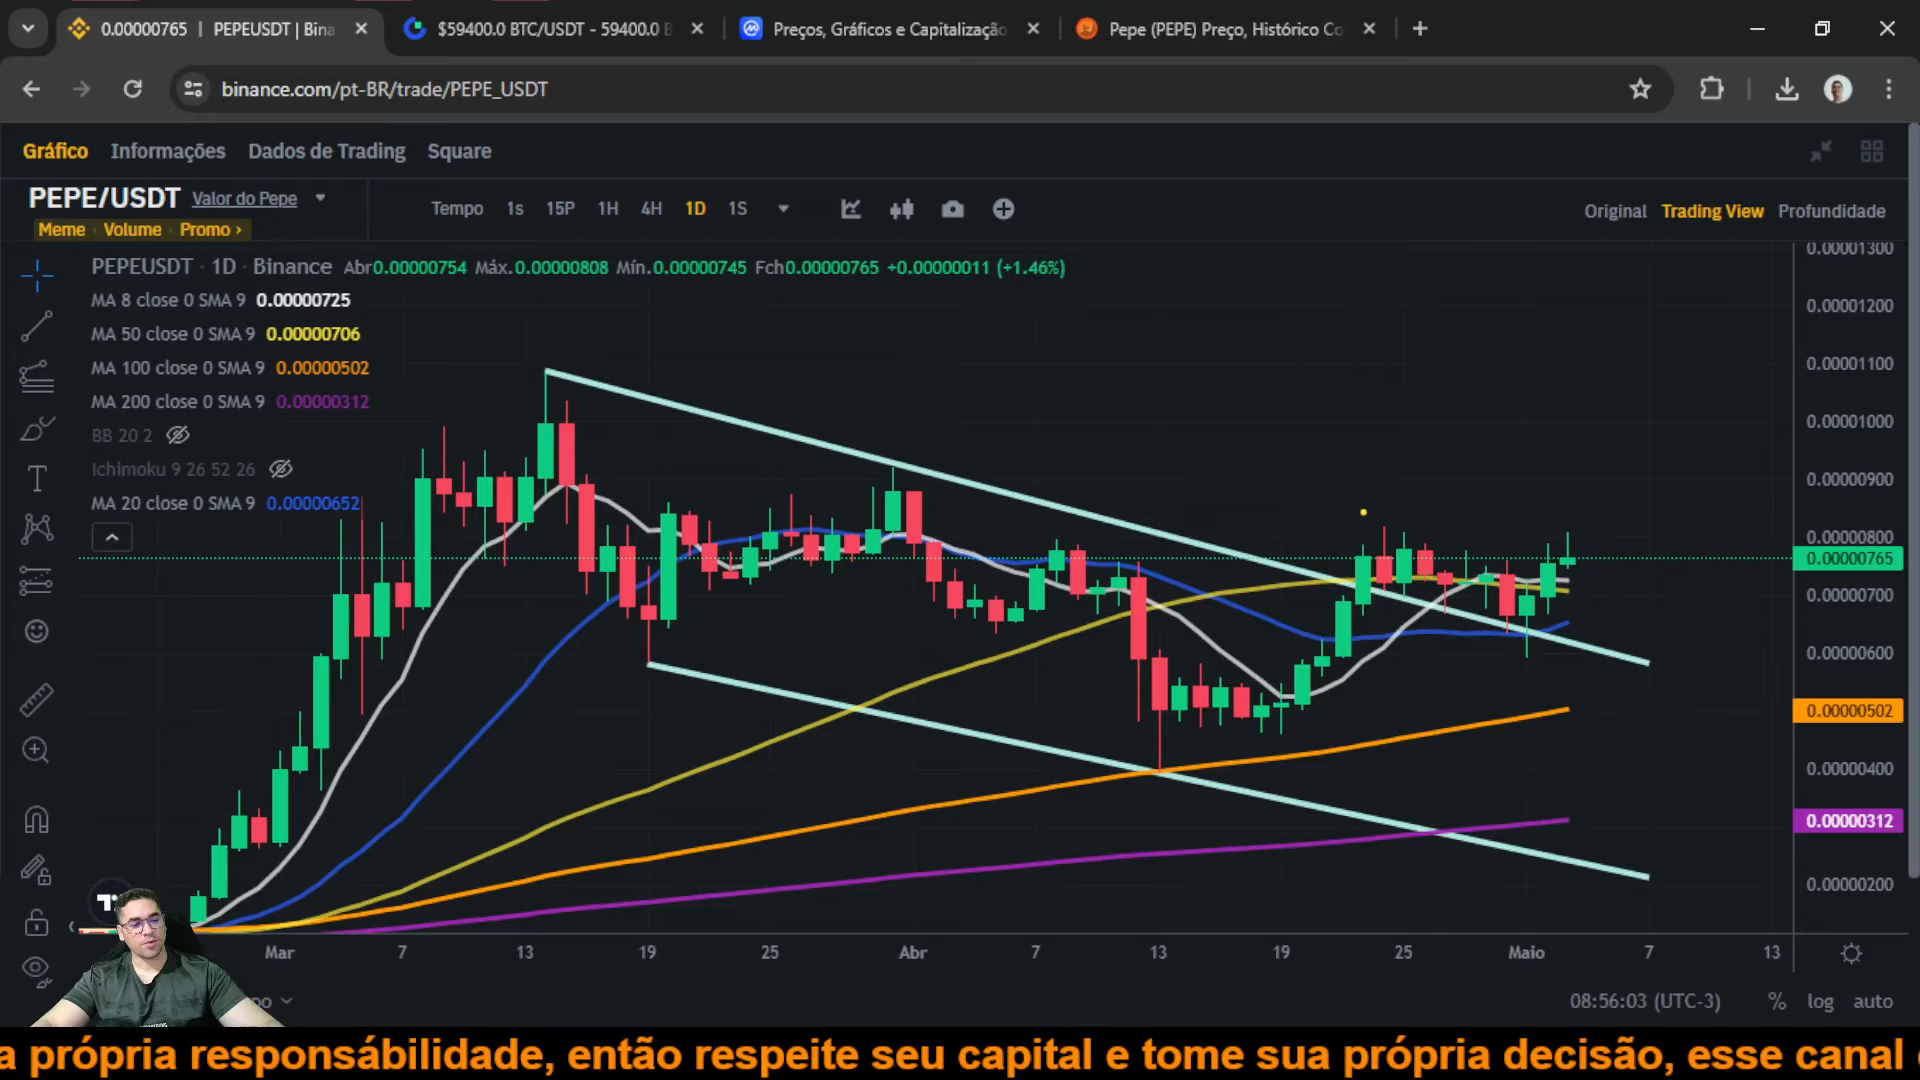 0.00000765 | PEPEUSDT | Bina
$59400.0 BTC/USDT - 59400.0 B
Preços, Gráficos e Capitalização
Pepe (PEPE) Preço, Histórico Co
binance.com/pt-BR/trade/PEPE_USDT
Gráfico Informações Dados de Trading Square
PEPE/USDT Valor do Pepe
Meme Volume Promo
Tempo 1s 15P 1H 4H 1D 1S
Original Trading View Profundidade
PEPEUSDT · 1D · Binance Abr0.00000754 Máx.0.00000808 Mín.0.00000745 Fch0.00000765 +0.00000011 (+1.46%)
MA 8 close 0 SMA 9 0.00000725
MA 50 close 0 SMA 9 0.00000706
MA 100 close 0 SMA 9 0.00000502
MA 200 close 0 SMA 9 0.00000312
BB 20 2
Ichimoku 9 26 52 26
MA 20 close 0 SMA 9 0.00000652
0.00001300
0.00001200
0.00001100
0.00001000
0.00000900
0.00000800
0.00000765
0.00000700
0.00000600
0.00000502
0.00000400
0.00000312
0.00000200
Mar 7 13 19 25 Abr 7 13 19 25 Maio 7 13
08:56:03 (UTC-3) % log auto
a própria responsábilidade, então respeite seu capital e tome sua própria decisão, esse canal